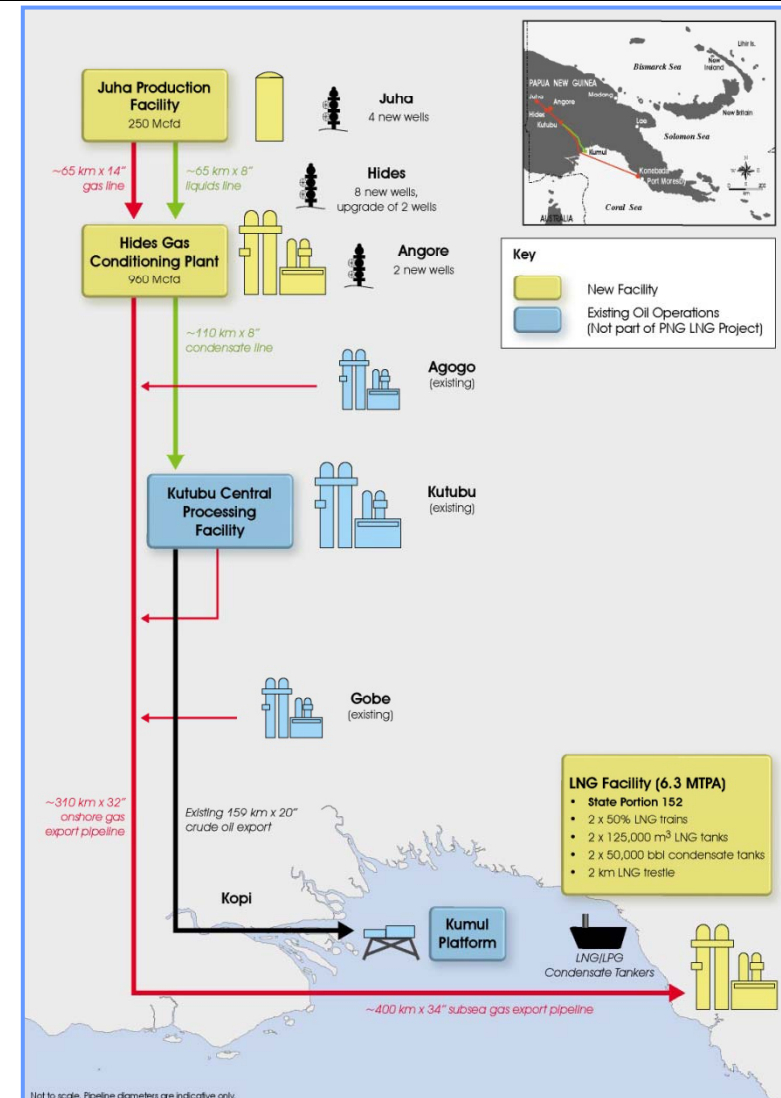 Juha Production
Facility
250 Mcfd
Juha
4 new wells
~65 km x 14"
gas line
~65 km x 8"
liquids line
Hides
8 new wells,
upgrade of 2 wells
Hides Gas
Conditioning Plant
960 Mcfd
Angore
2 new wells
~110 km x 8"
condensate line
Agogo
(existing)
Kutubu Central
Processing
Facility
Kutubu
(existing)
Gobe
(existing)
~310 km x 32"
onshore gas
export pipeline
Existing 159 km x 20"
crude oil export
Kopi
Kumul
Platform
LNG/LPG
Condensate Tankers
~400 km x 34" subsea gas export pipeline
LNG Facility (6.3 MTPA)
• State Portion 152
• 2 x 50% LNG trains
• 2 x 125,000 m³ LNG tanks
• 2 x 50,000 bbl condensate tanks
• 2 km LNG trestle
Bismarck Sea
Lihir Is.
New
Ireland
PAPUA NEW GUINEA
Juha
Angore
Madang
Hides
Kutubu
Lae
New Britain
Solomon Sea
Kumul
Konebada
Port Moresby
Coral Sea
AUSTRALIA
N
Key
New Facility
Existing Oil Operations
(Not part of PNG LNG Project)
Not to scale. Pipeline diameters are indicative only.